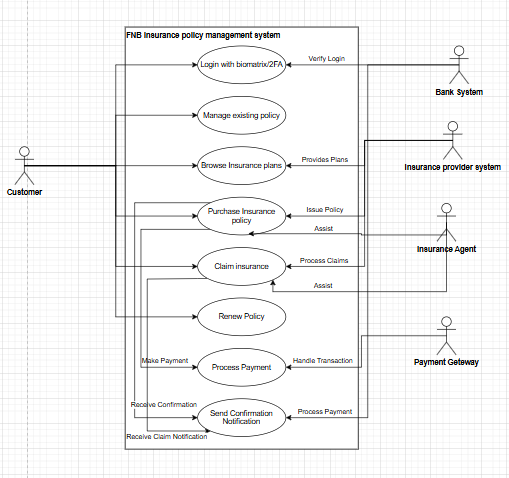 FNB Insurance policy management system
Login with biomatrix/2FA
Verify Login
Bank System
Manage existing policy
Customer
Browse Insurance plans
Provides Plans
Insurance provider system
Purchase Insurance
policy
Issue Policy
Assist
Insurance Agent
Claim insurance
Process Claims
Assist
Renew Policy
Make Payment
Process Payment
Handle Transaction
Payment Geteway
Receive Confirmation
Send Confirmation
Notification
Process Payment
Receive Claim Notification